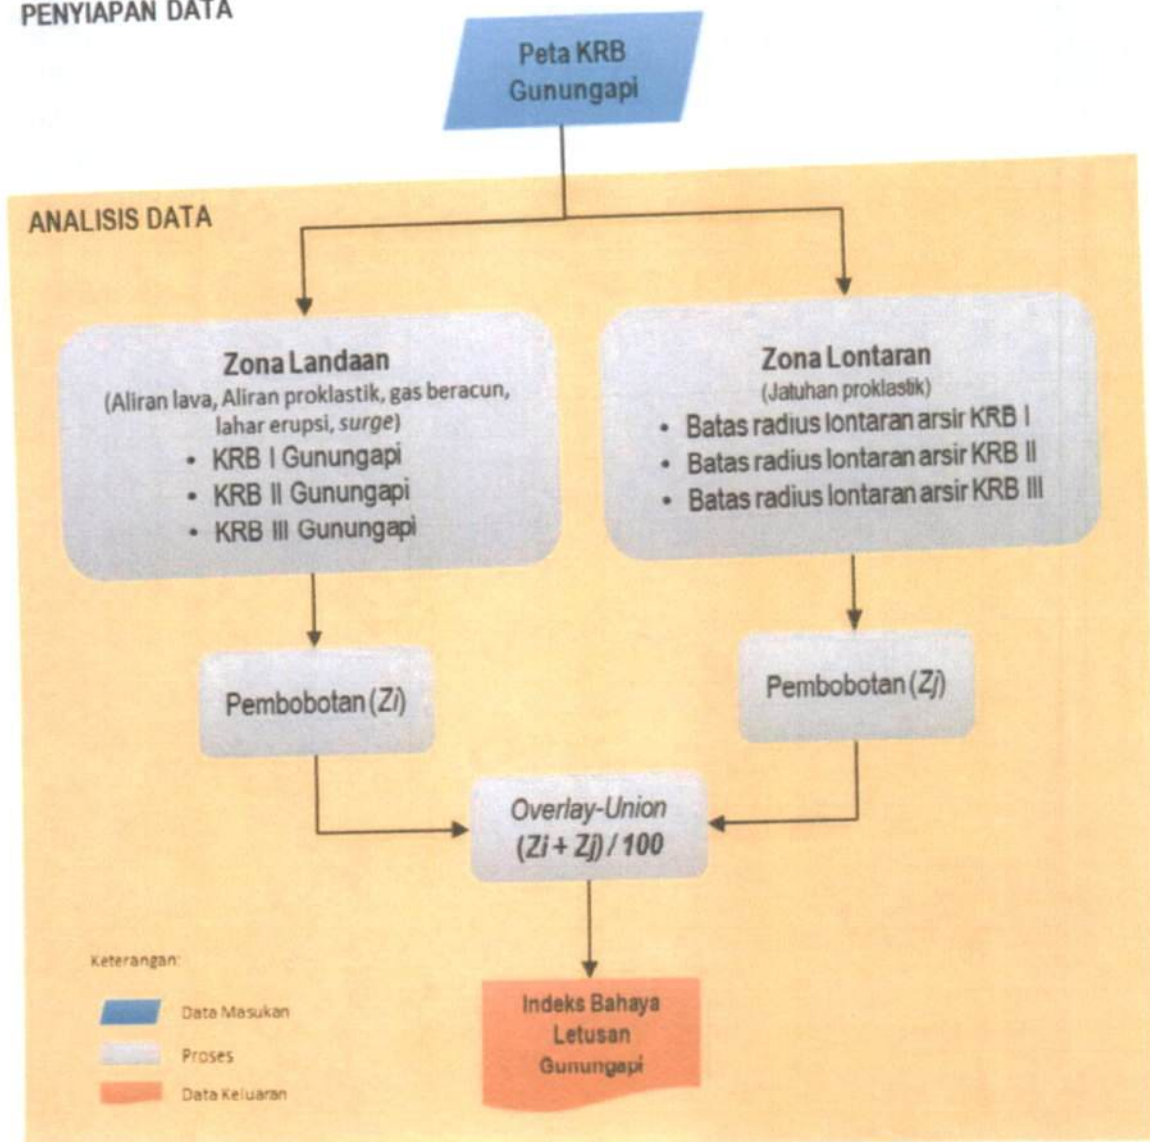 PENYIAPAN DATA
Peta KRB
Gunungapi
ANALISIS DATA
Zona Landaan
(Aliran lava, Aliran proklastik, gas beracun,
lahar erupsi, surge)
• KRB I Gunungapi
• KRB II Gunungapi
• KRB III Gunungapi
Zona Lontaran
(Jatuhan proklastik)
• Batas radius lontaran arsir KRB I
• Batas radius lontaran arsir KRB II
• Batas radius lontaran arsir KRB III
Pembobotan (Zi)
Pembobotan (Zj)
Overlay-Union
(Zi + Zj) / 100
Indeks Bahaya
Letusan
Gunungapi
Keterangan:
Data Masukan
Proses
Data Keluaran